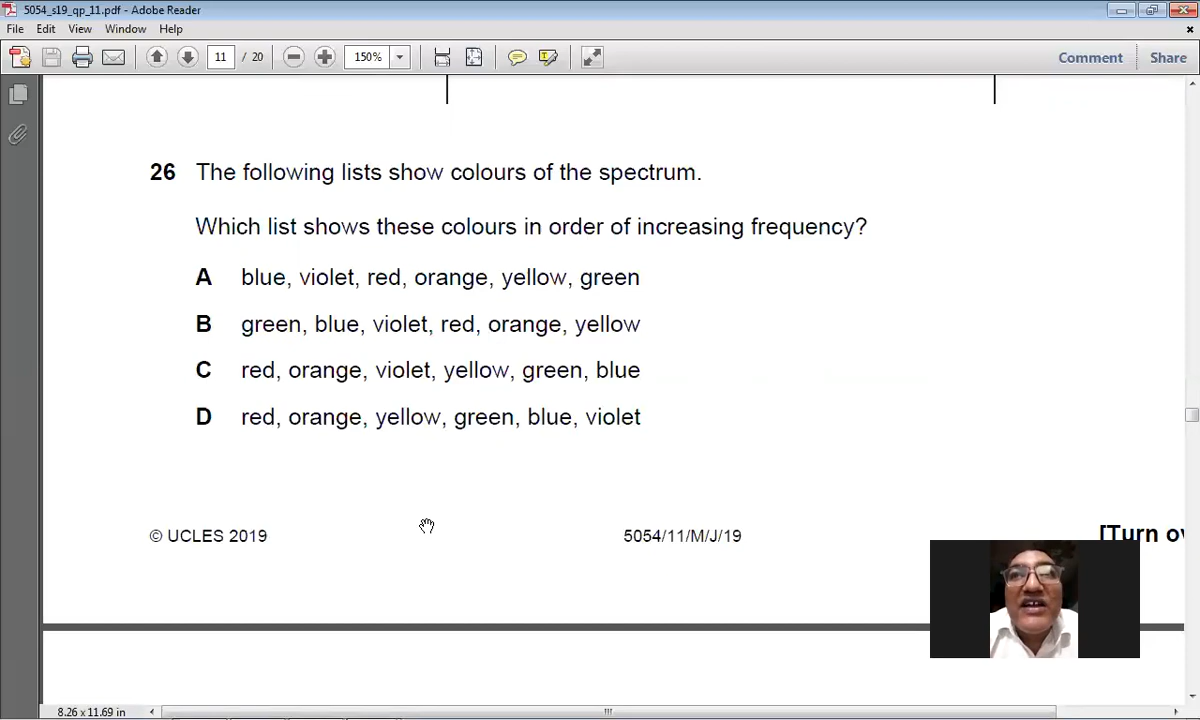 5054_s19_qp_11.pdf - Adobe Reader
File Edit View Window Help
11 / 20 150% Comment Share
26 The following lists show colours of the spectrum.
Which list shows these colours in order of increasing frequency?
A blue, violet, red, orange, yellow, green
B green, blue, violet, red, orange, yellow
C red, orange, violet, yellow, green, blue
D red, orange, yellow, green, blue, violet
© UCLES 2019 5054/11/M/J/19 [Turn ov
8.26 x 11.69 in